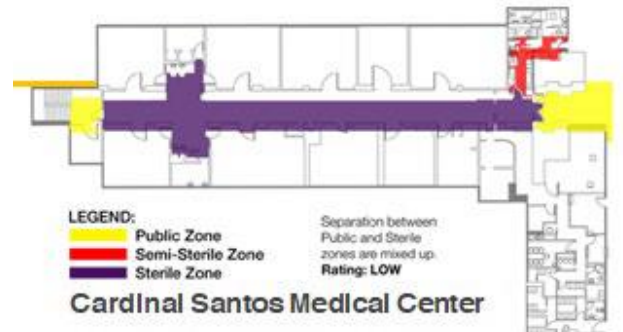 LEGEND:
Public Zone
Semi-Sterile Zone
Sterile Zone
Separation between
Public and Sterile
zones are mixed up.
Rating: LOW
Cardinal Santos Medical Center